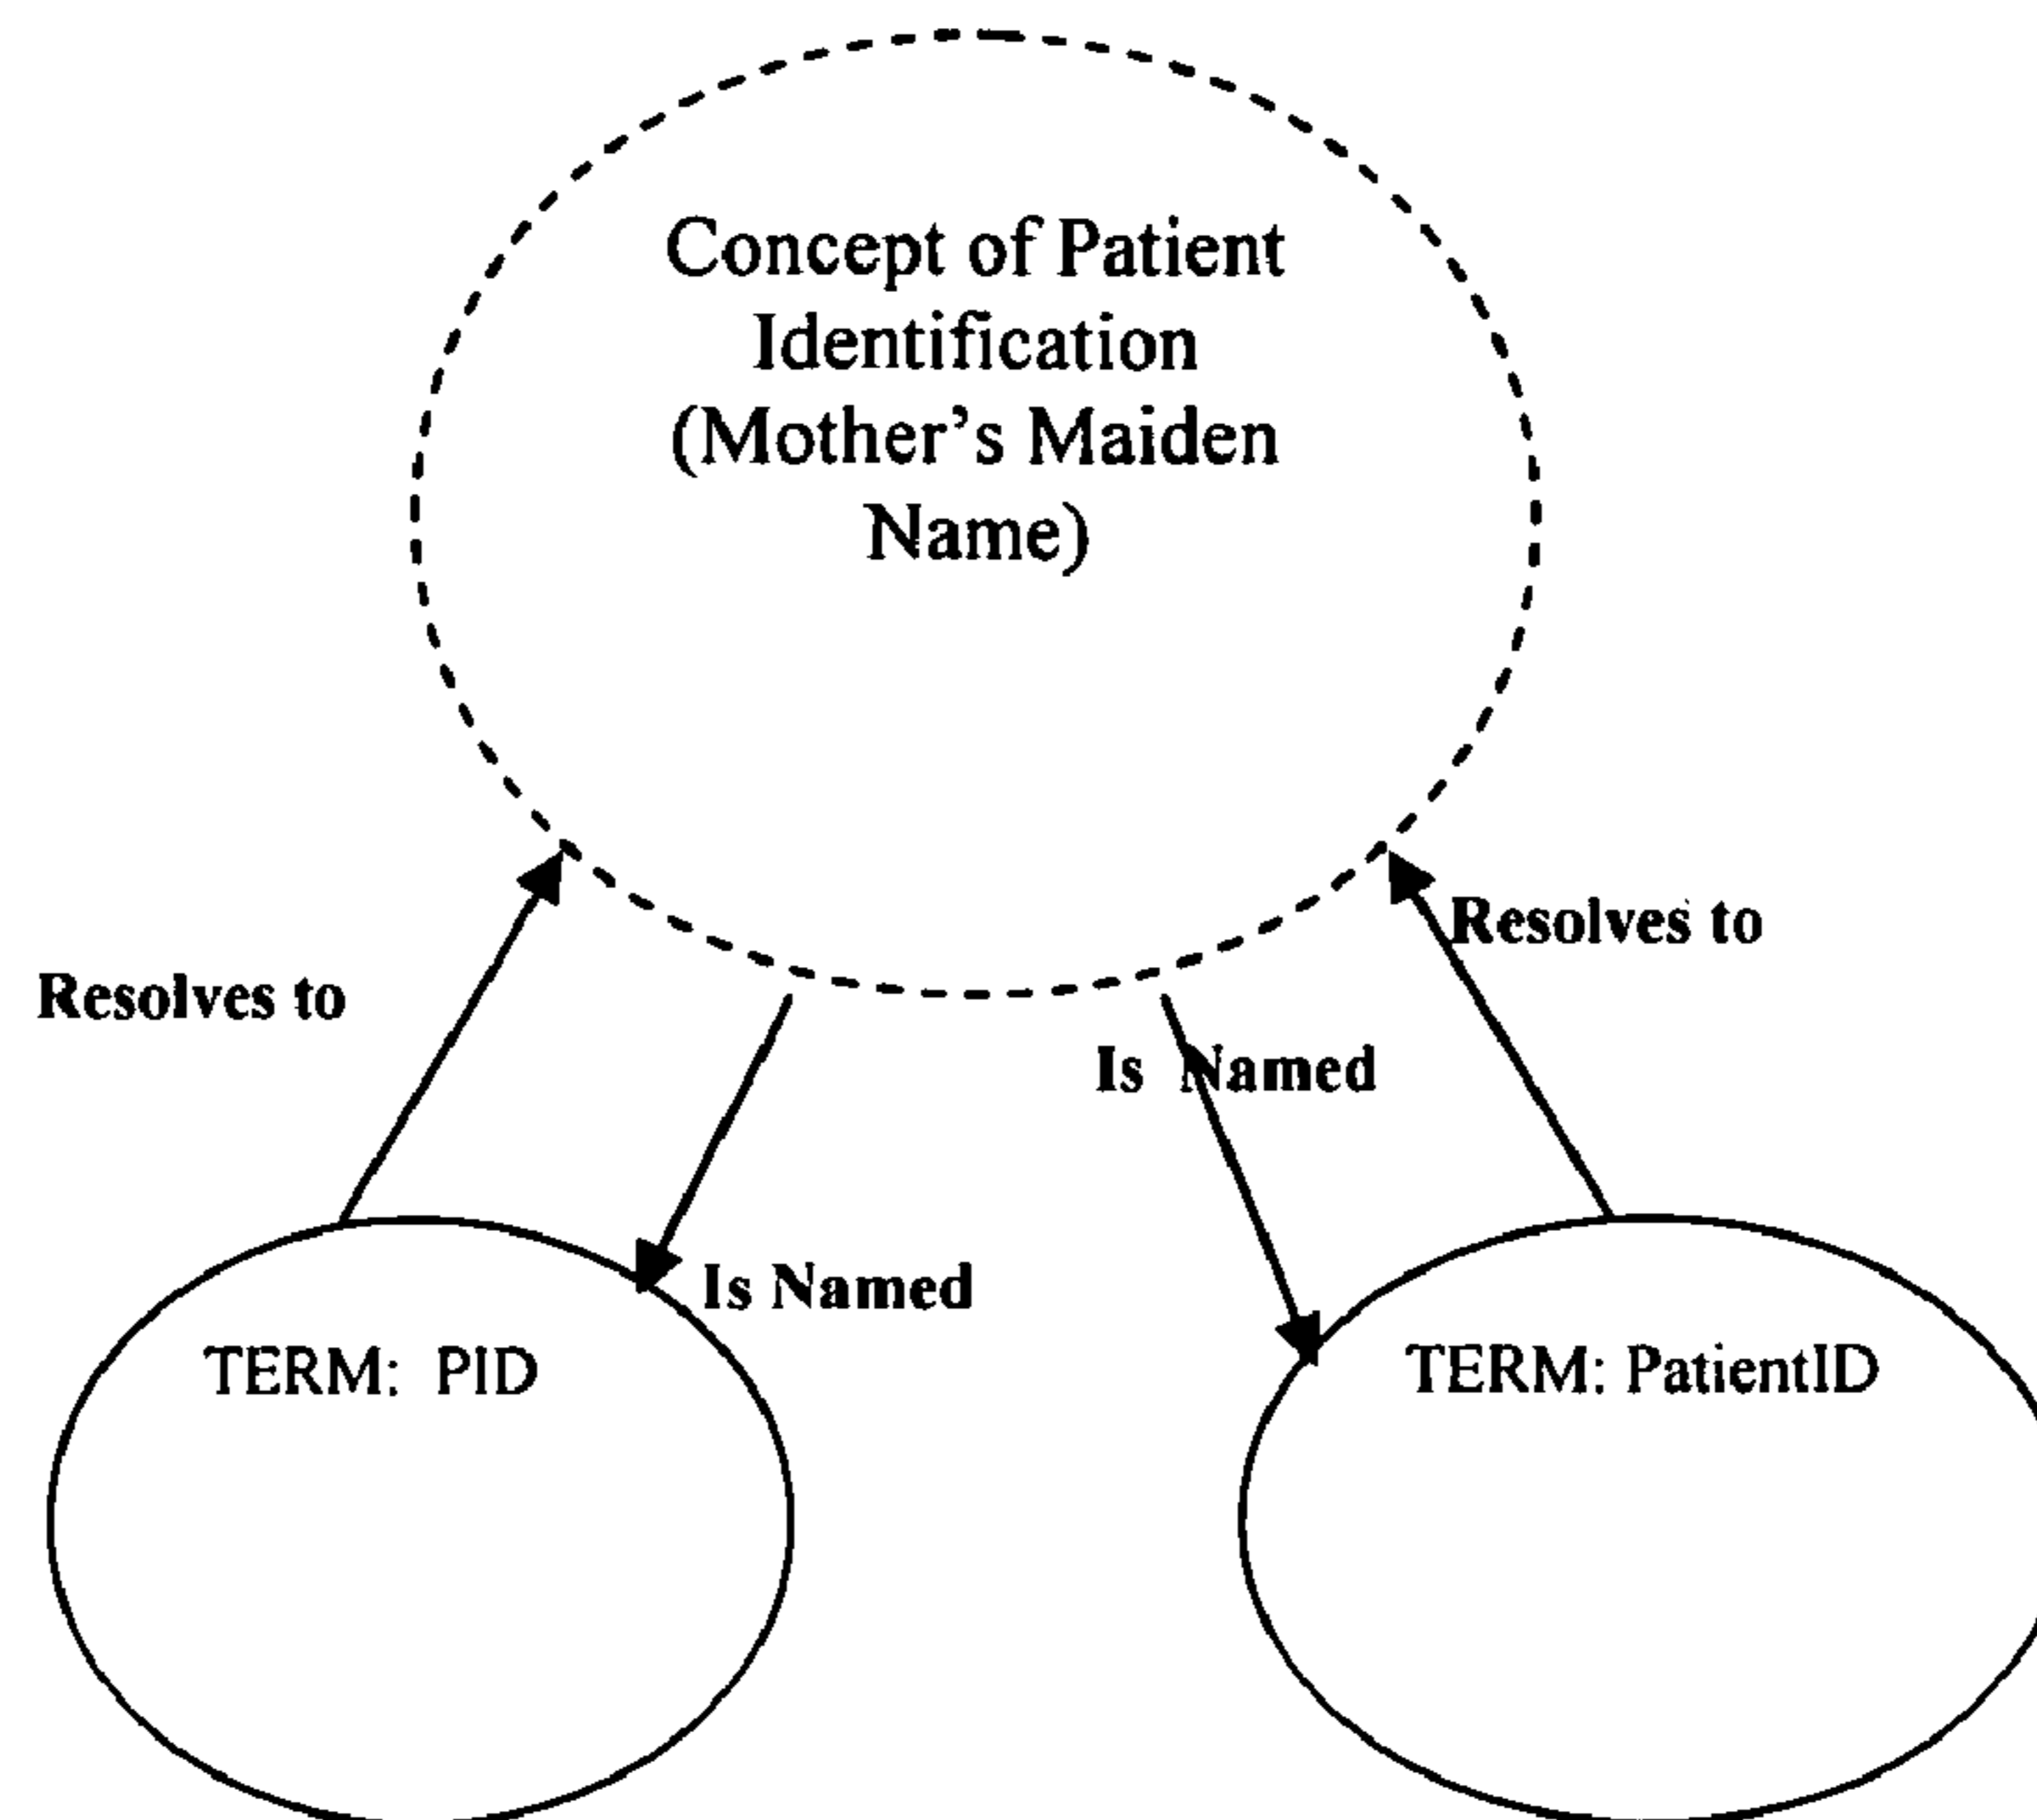 Concept of Patient
Identification
(Mother's Maiden
Name)
Resolves to
Resolves to
Is Named
Is Named
TERM: PID
TERM: PatientID